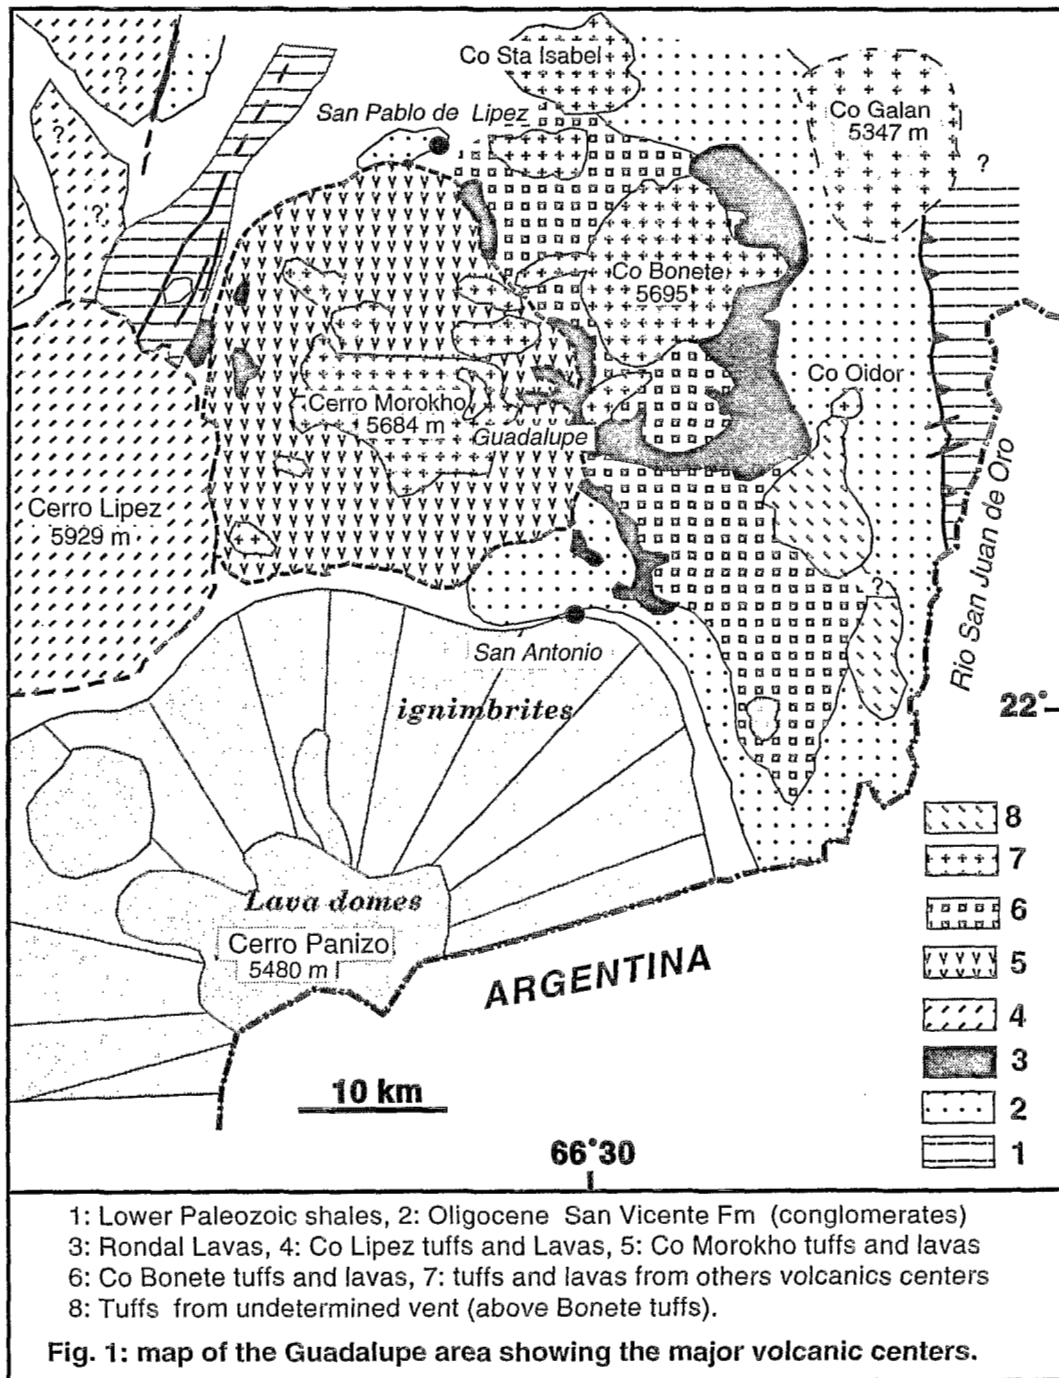 Co Sta Isabel
San Pablo de Lipez
Co Galan
5347 m
?
?
?
?
Co Bonete
5695
Co Oidor
Cerro Morokho
5684 m
Guadalupe
Cerro Lipez
5929 m
Rio San Juan de Oro
?
San Antonio
ignimbrites
22°
Lava domes
Cerro Panizo
5480 m
ARGENTINA
10 km
66°30
8
7
6
5
4
3
2
1
1: Lower Paleozoic shales, 2: Oligocene San Vicente Fm (conglomerates)
3: Rondal Lavas, 4: Co Lipez tuffs and Lavas, 5: Co Morokho tuffs and lavas
6: Co Bonete tuffs and lavas, 7: tuffs and lavas from others volcanics centers
8: Tuffs from undetermined vent (above Bonete tuffs).
Fig. 1: map of the Guadalupe area showing the major volcanic centers.